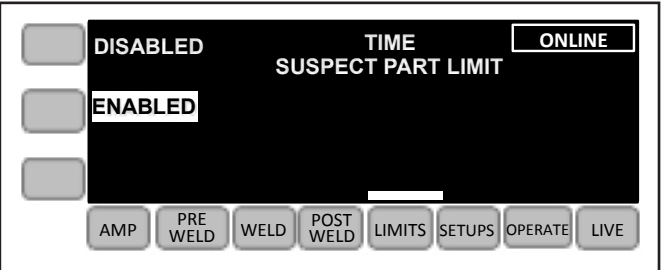 DISABLED
TIME
ONLINE
SUSPECT PART LIMIT
ENABLED
AMP
PRE
WELD
WELD
POST
WELD
LIMITS
SETUPS
OPERATE
LIVE